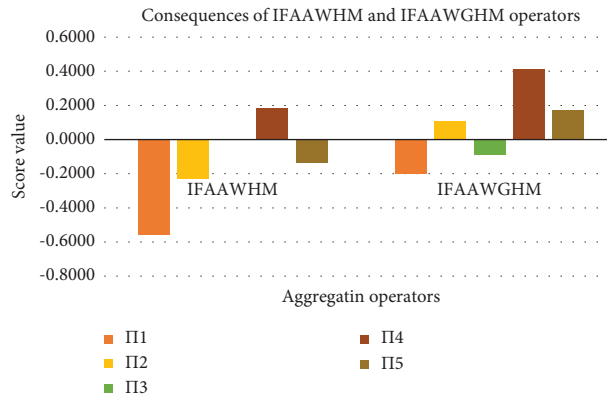 Consequences of IFAAWHM and IFAAWGHM operators
Score value
0.6000
0.4000
0.2000
0.0000
-0.2000
-0.4000
-0.6000
-0.8000
IFAAWHM
IFAAWGHM
Aggregatin operators
Π1
Π2
Π3
Π4
Π5